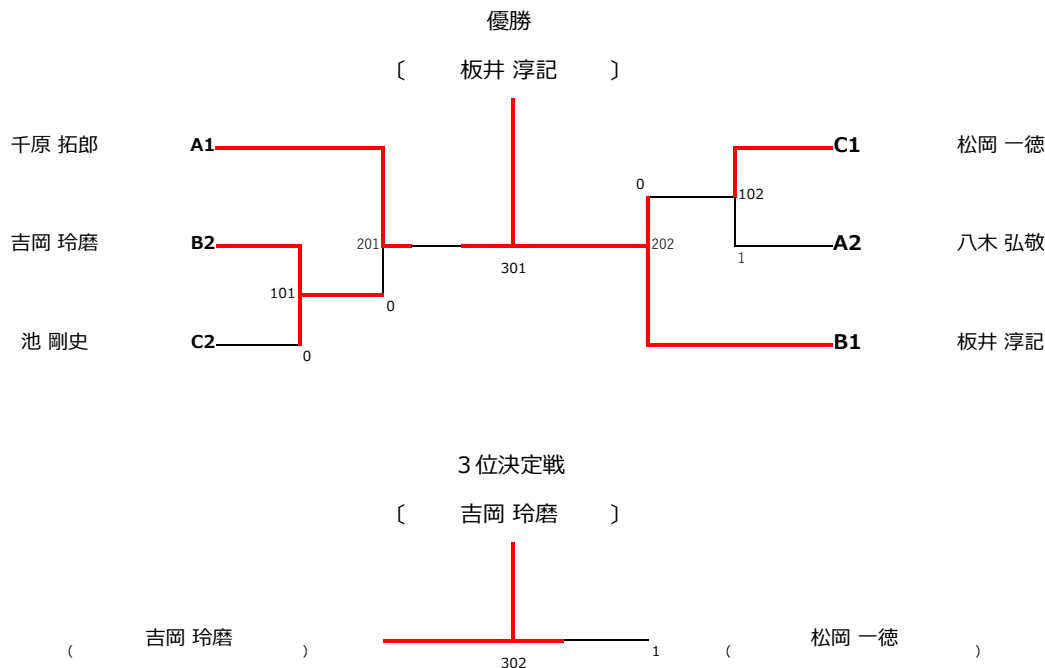 優勝
〔 板井 淳記 〕
千原 拓郎 A1 C1 松岡 一徳
0 102
吉岡 玲磨 B2 201 202 A2 八木 弘敬
1
301
101
0
池 剛史 C2 B1 板井 淳記
0
３位決定戦
〔 吉岡 玲磨 〕
( 吉岡 玲磨 ) 1 ( 松岡 一徳 )
302